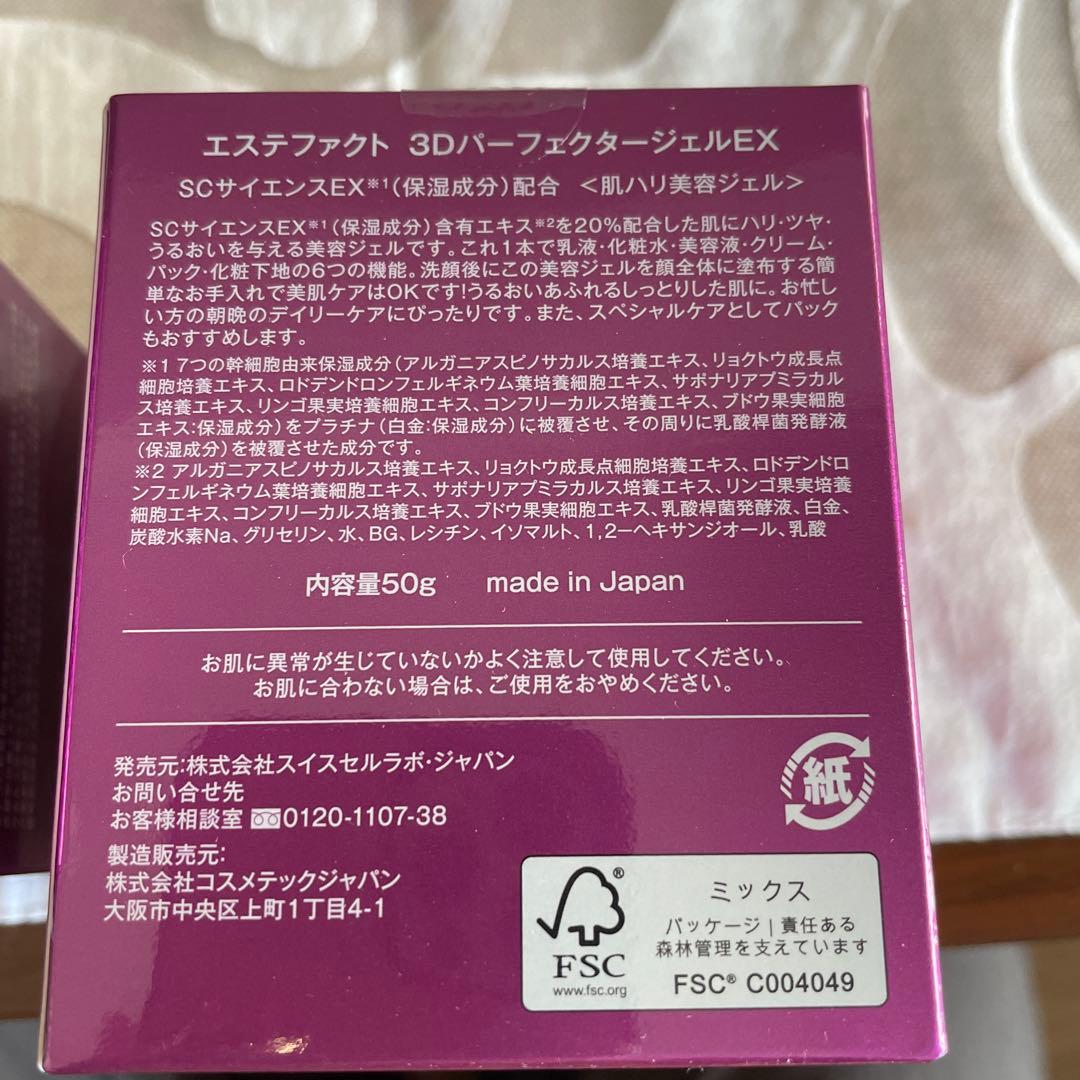 エステファクト 3DパーフェクタージェルEX
SCサイエンスEX※1(保湿成分)配合 <肌ハリ美容ジェル>
SCサイエンスEX※1(保湿成分)含有エキス※2を20%配合した肌にハリ・ツヤ・
うるおいを与える美容ジェルです。これ1本で乳液・化粧水・美容液・クリーム・
パック・化粧下地の6つの機能。洗顔後にこの美容ジェルを顔全体に塗布する簡
単なお手入れで美肌ケアはOKです!うるおいあふれるしっとりした肌に。お忙し
い方の朝晩のデイリーケアにぴったりです。また、スペシャルケアとしてパック
もおすすめします。
※1 7つの幹細胞由来保湿成分(アルガニアスピノサカルス培養エキス、リョクトウ成長点
細胞培養エキス、ロドデンドロンフェルギネウム葉培養細胞エキス、サポナリアプミラカル
ス培養エキス、リンゴ果実培養細胞エキス、コンフリーカルス培養エキス、ブドウ果実細胞
エキス:保湿成分)をプラチナ(白金:保湿成分)に被覆させ、その周りに乳酸桿菌発酵液
(保湿成分)を被覆させた成分です。
※2 アルガニアスピノサカルス培養エキス、リョクトウ成長点細胞培養エキス、ロドデンドロ
ンフェルギネウム葉培養細胞エキス、サポナリアプミラカルス培養エキス、リンゴ果実培養
細胞エキス、コンフリーカルス培養エキス、ブドウ果実細胞エキス、乳酸桿菌発酵液、白金、
炭酸水素Na、グリセリン、水、BG、レシチン、イソマルト、1,2-ヘキサンジオール、乳酸
内容量50g made in Japan
お肌に異常が生じていないかよく注意して使用してください。
お肌に合わない場合は、ご使用をおやめください。
発売元:株式会社スイスセルラボ・ジャパン
お問い合せ先
お客様相談室 0120-1107-38
製造販売元:
株式会社コスメテックジャパン
大阪市中央区上町1丁目4-1
紙
FSC®
www.fsc.org
ミックス
パッケージ | 責任ある
森林管理を支えています
FSC® C004049